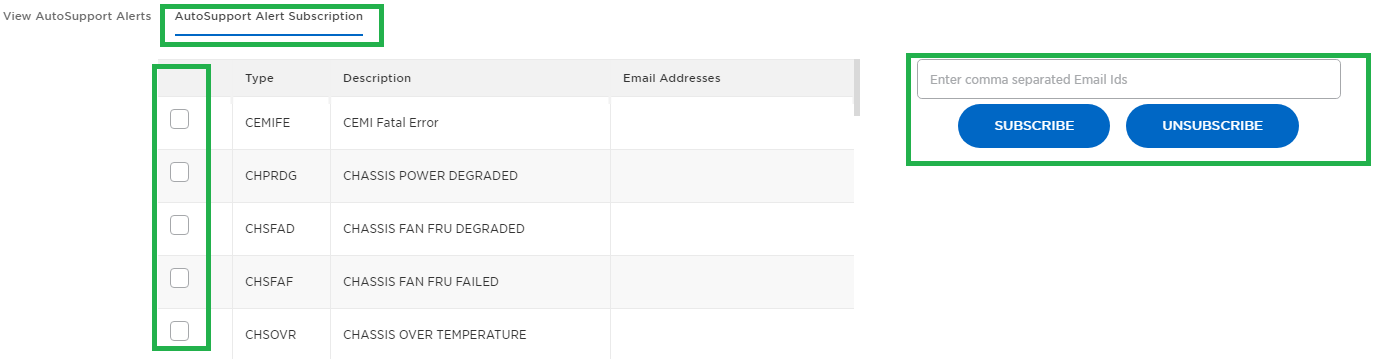 View AutoSupport Alerts AutoSupport Alert Subscription
Type Description Email Addresses
Enter comma separated Email Ids
SUBSCRIBE UNSUBSCRIBE
CEMIFE CEMI Fatal Error
CHPRDG CHASSIS POWER DEGRADED
CHSFAD CHASSIS FAN FRU DEGRADED
CHSFAF CHASSIS FAN FRU FAILED
CHSOVR CHASSIS OVER TEMPERATURE